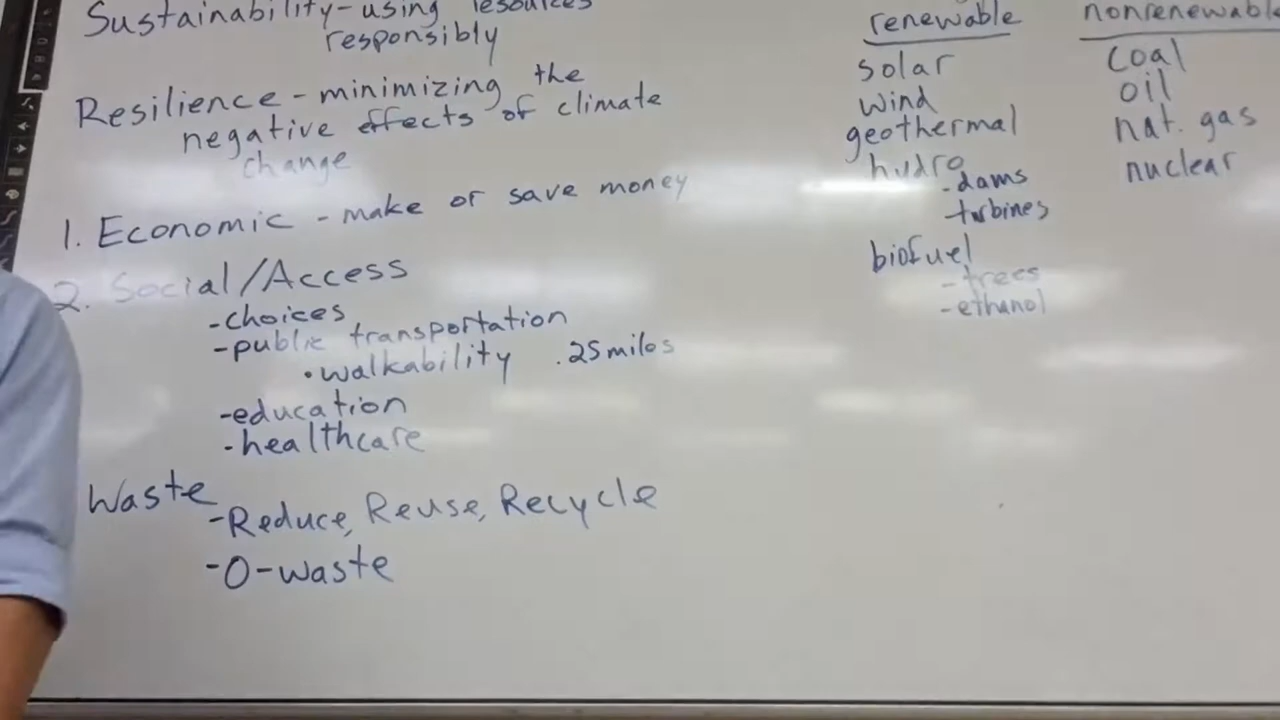 Sustainability-using resources
responsibly
Resilience - minimizing the
negative effects of climate
change
1. Economic - make or save money
2. Social/Access
-choices
-public transportation
•walkability .25miles
-education
-healthcare
Waste
-Reduce, Reuse, Recycle
-0-waste
renewable
solar
wind
geothermal
hydro
-dams
turbines
biofuel
-trees
-ethanol
nonrenewable
coal
oil
nat. gas
nuclear